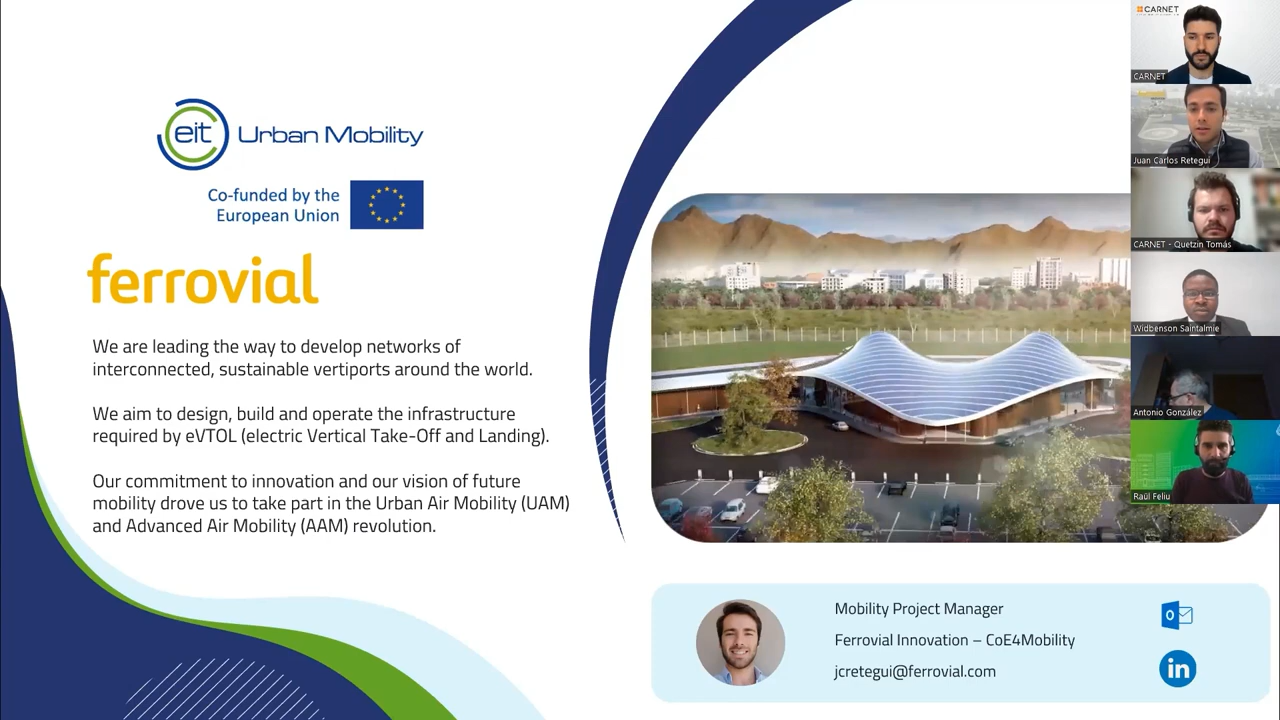 eit Urban Mobility
Co-funded by the
European Union
ferrovial
We are leading the way to develop networks of
interconnected, sustainable vertiports around the world.
We aim to design, build and operate the infrastructure
required by eVTOL (electric Vertical Take-Off and Landing).
Our commitment to innovation and our vision of future
mobility drove us to take part in the Urban Air Mobility (UAM)
and Advanced Air Mobility (AAM) revolution.
Mobility Project Manager
Ferrovial Innovation – CoE4Mobility
jcretegui@ferrovial.com
in
CARNET
CARNET
Juan Carlos Retegui
CARNET - Quetzin Tomás
Widbenson Saintalmie
Antonio González
Raúl Feliu